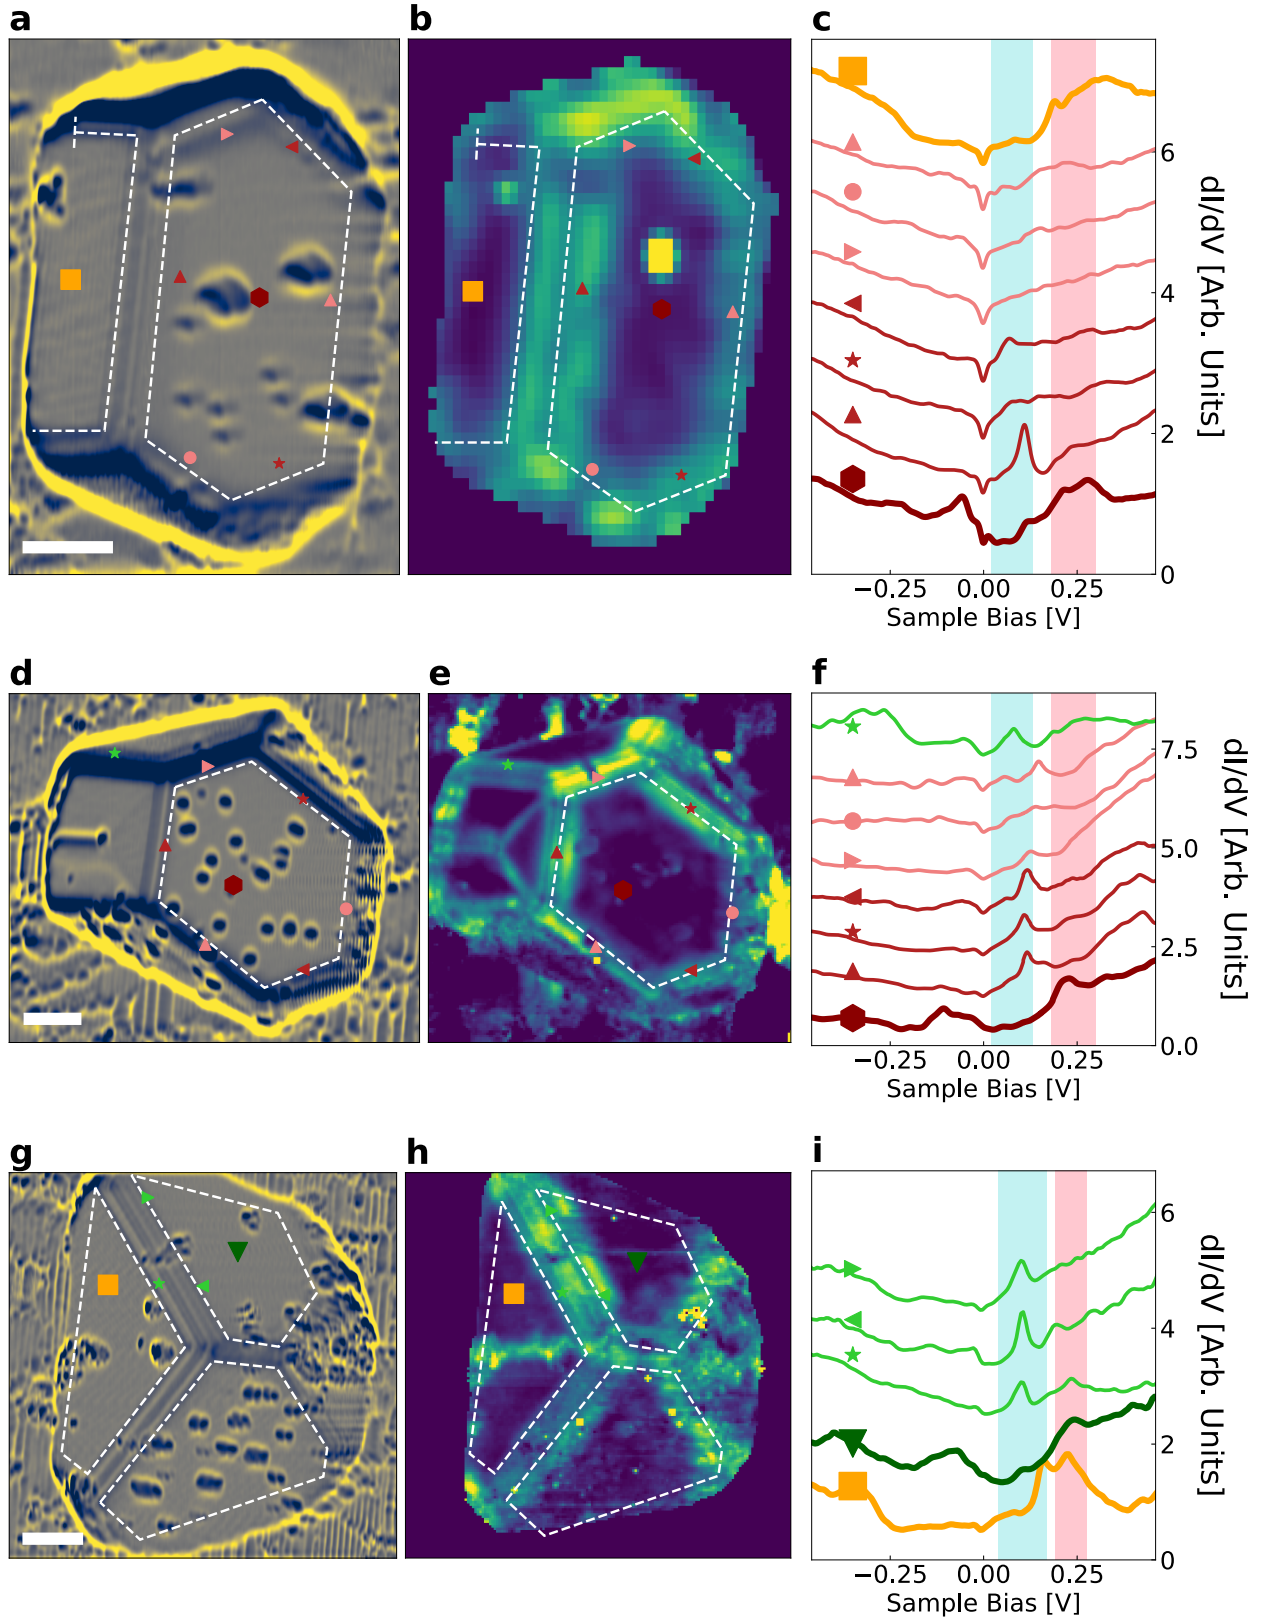 a
b
c
6
4
2
0
dI/dV [Arb. Units]
−0.25 0.00 0.25
Sample Bias [V]
d
e
f
7.5
5.0
2.5
0.0
dI/dV [Arb. Units]
−0.25 0.00 0.25
Sample Bias [V]
g
h
i
6
4
2
0
dI/dV [Arb. Units]
−0.25 0.00 0.25
Sample Bias [V]